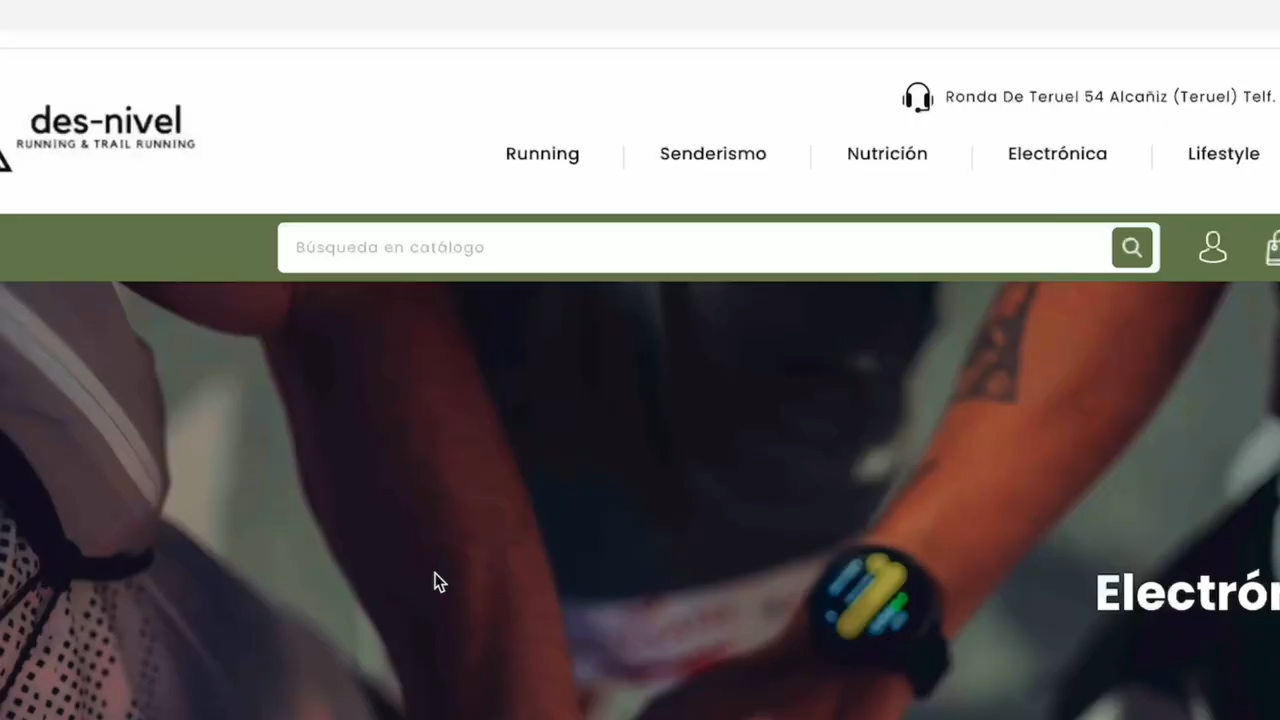 des-nivel
RUNNING & TRAIL RUNNING
Ronda De Teruel 54 Alcañiz (Teruel) Telf.
Running
Senderismo
Nutrición
Electrónica
Lifestyle
Búsqueda en catálogo
Electrón